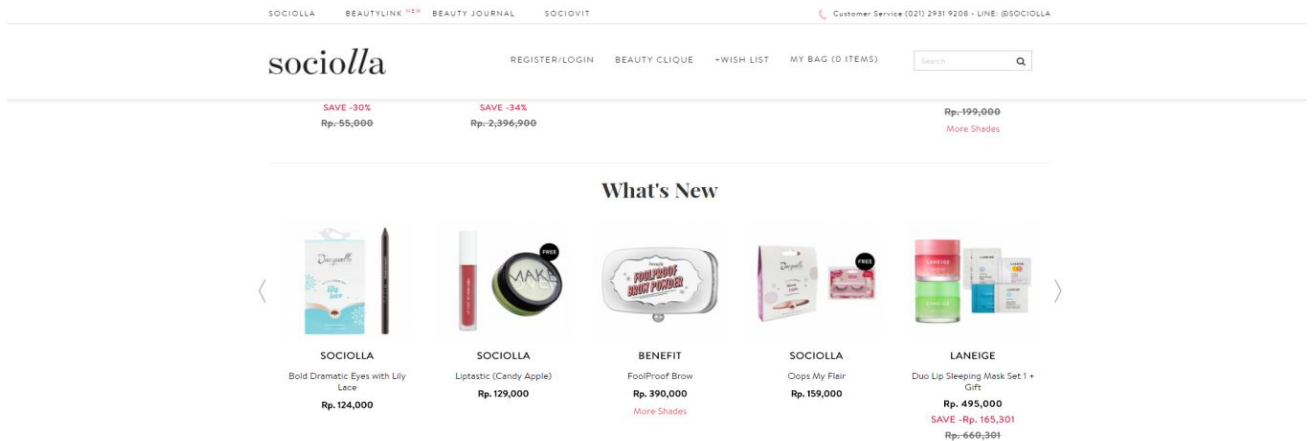 SOCIOLLA BEAUTYLINK NEW BEAUTY JOURNAL SOCIOVIT Customer Service (021) 2931 9208 • LINE: @SOCIOLLA
sociolla REGISTER/LOGIN BEAUTY CLIQUE +WISH LIST MY BAG (0 ITEMS) Search
SAVE -30% SAVE -34%
Rp. 55,000 Rp. 2,396,900 Rp. 199,000
More Shades
What's New
FREE FREE
MAKE
FOOLPROOF
BROW POWDER
LANEIGE
SOCIOLLA SOCIOLLA BENEFIT SOCIOLLA LANEIGE
Bold Dramatic Eyes with Lily Liptastic (Candy Apple) FoolProof Brow Oops My Flair Duo Lip Sleeping Mask Set 1 +
Lace Gift
Rp. 124,000 Rp. 129,000 Rp. 390,000 Rp. 159,000 Rp. 495,000
More Shades SAVE -Rp. 165,301
Rp. 660,301